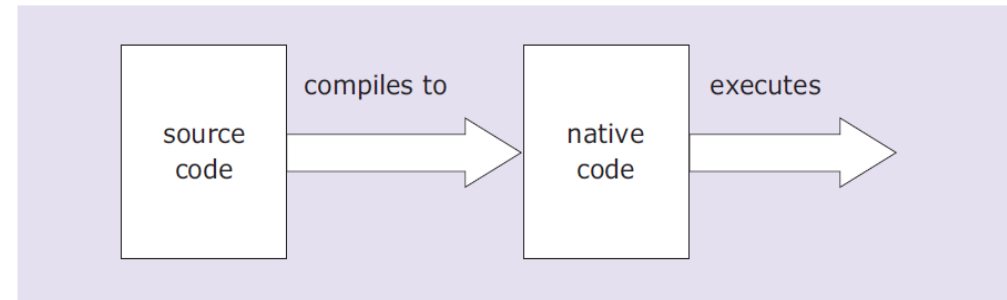 compiles to
executes
source
code
native
code